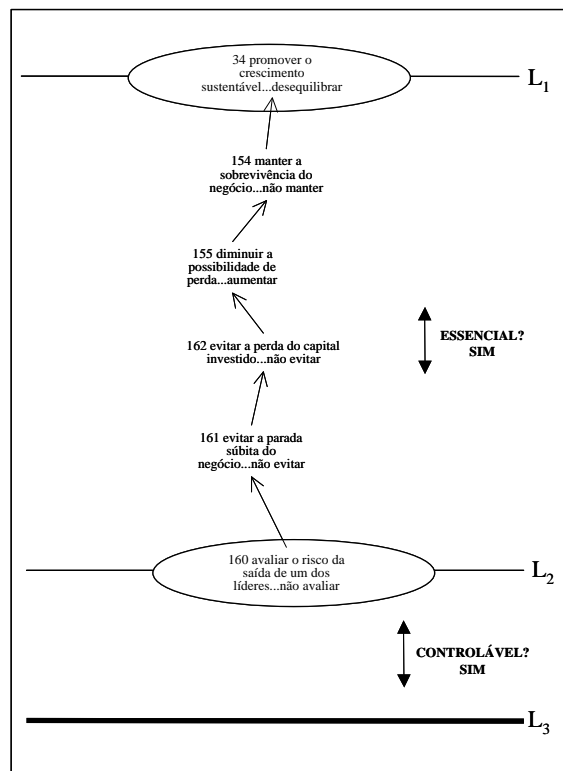 34 promover o
crescimento
sustentável...desequilibrar
L1
154 manter a
sobrevivência do
negócio...não manter
155 diminuir a
possibilidade de
perda...aumentar
162 evitar a perda do capital
investido...não evitar
ESSENCIAL?
SIM
161 evitar a parada
súbita do
negócio...não evitar
160 avaliar o risco da
saída de um dos
líderes...não avaliar
L2
CONTROLÁVEL?
SIM
L3